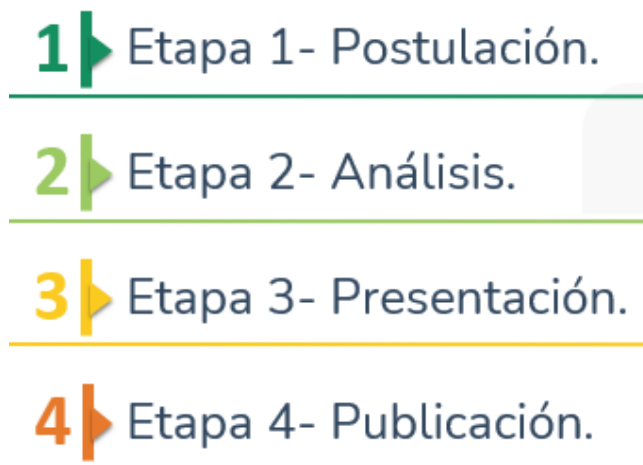 1 Etapa 1- Postulación.
2 Etapa 2- Análisis.
3 Etapa 3- Presentación.
4 Etapa 4- Publicación.